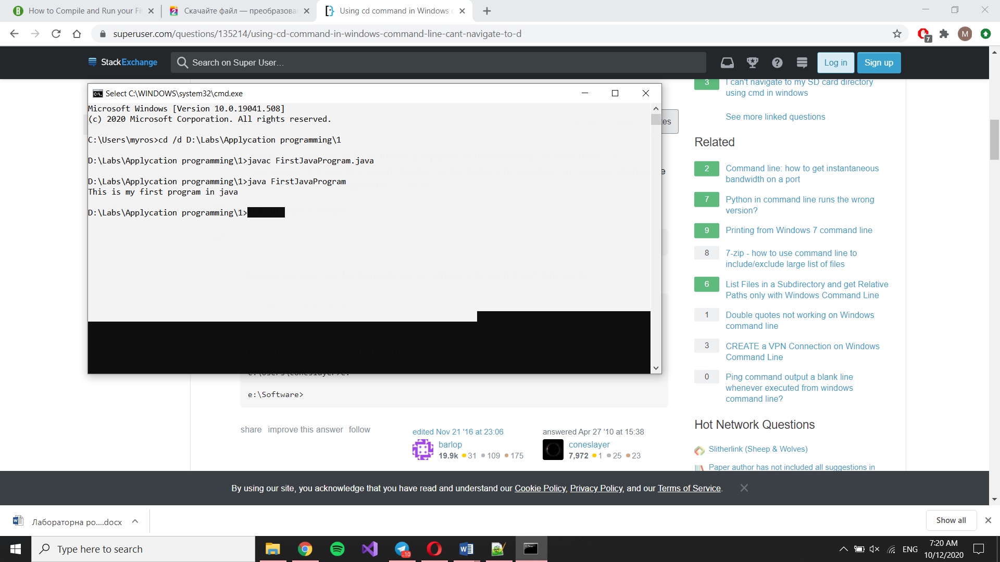 How to Compile and Run your Fi
Скачайте файл — преобразова
Using cd command in Windows
superuser.com/questions/135214/using-cd-command-in-windows-command-line-cant-navigate-to-d
7
M
StackExchange
Search on Super User…
Log in
Sign up
3
I can't navigate to my SD card directory
using cmd in windows
See more linked questions
Select C:\WINDOWS\system32\cmd.exe
Microsoft Windows [Version 10.0.19041.508]
(c) 2020 Microsoft Corporation. All rights reserved.
C:\Users\myros>cd /d D:\Labs\Applycation programming\1
D:\Labs\Applycation programming\1>javac FirstJavaProgram.java
D:\Labs\Applycation programming\1>java FirstJavaProgram
This is my first program in java
D:\Labs\Applycation programming\1>
e:\Software>
share improve this answer follow
edited Nov 21 '16 at 23:06
barlop
19.9k 31 109 175
answered Apr 27 '10 at 15:38
coneslayer
7,972 1 25 23
Related
2
Command line: how to get instantaneous
bandwidth on a port
7
Python in command line runs the wrong
version?
9
Printing from Windows 7 command line
8
7-zip - how to use command line to
include/exclude large list of files
6
List Files in a Subdirectory and get Relative
Paths only with Windows Command Line
1
Double quotes not working on Windows
command line
3
CREATE a VPN Connection on Windows
Command Line
0
Ping command output a blank line
whenever executed from windows
command line?
Hot Network Questions
Slitherlink (Sheep & Wolves)
Paper author has not included all suggestions in
By using our site, you acknowledge that you have read and understand our Cookie Policy, Privacy Policy, and our Terms of Service.
Лабораторна ро....docx
Show all
Type here to search
..10
ENG
7:20 AM
10/12/2020